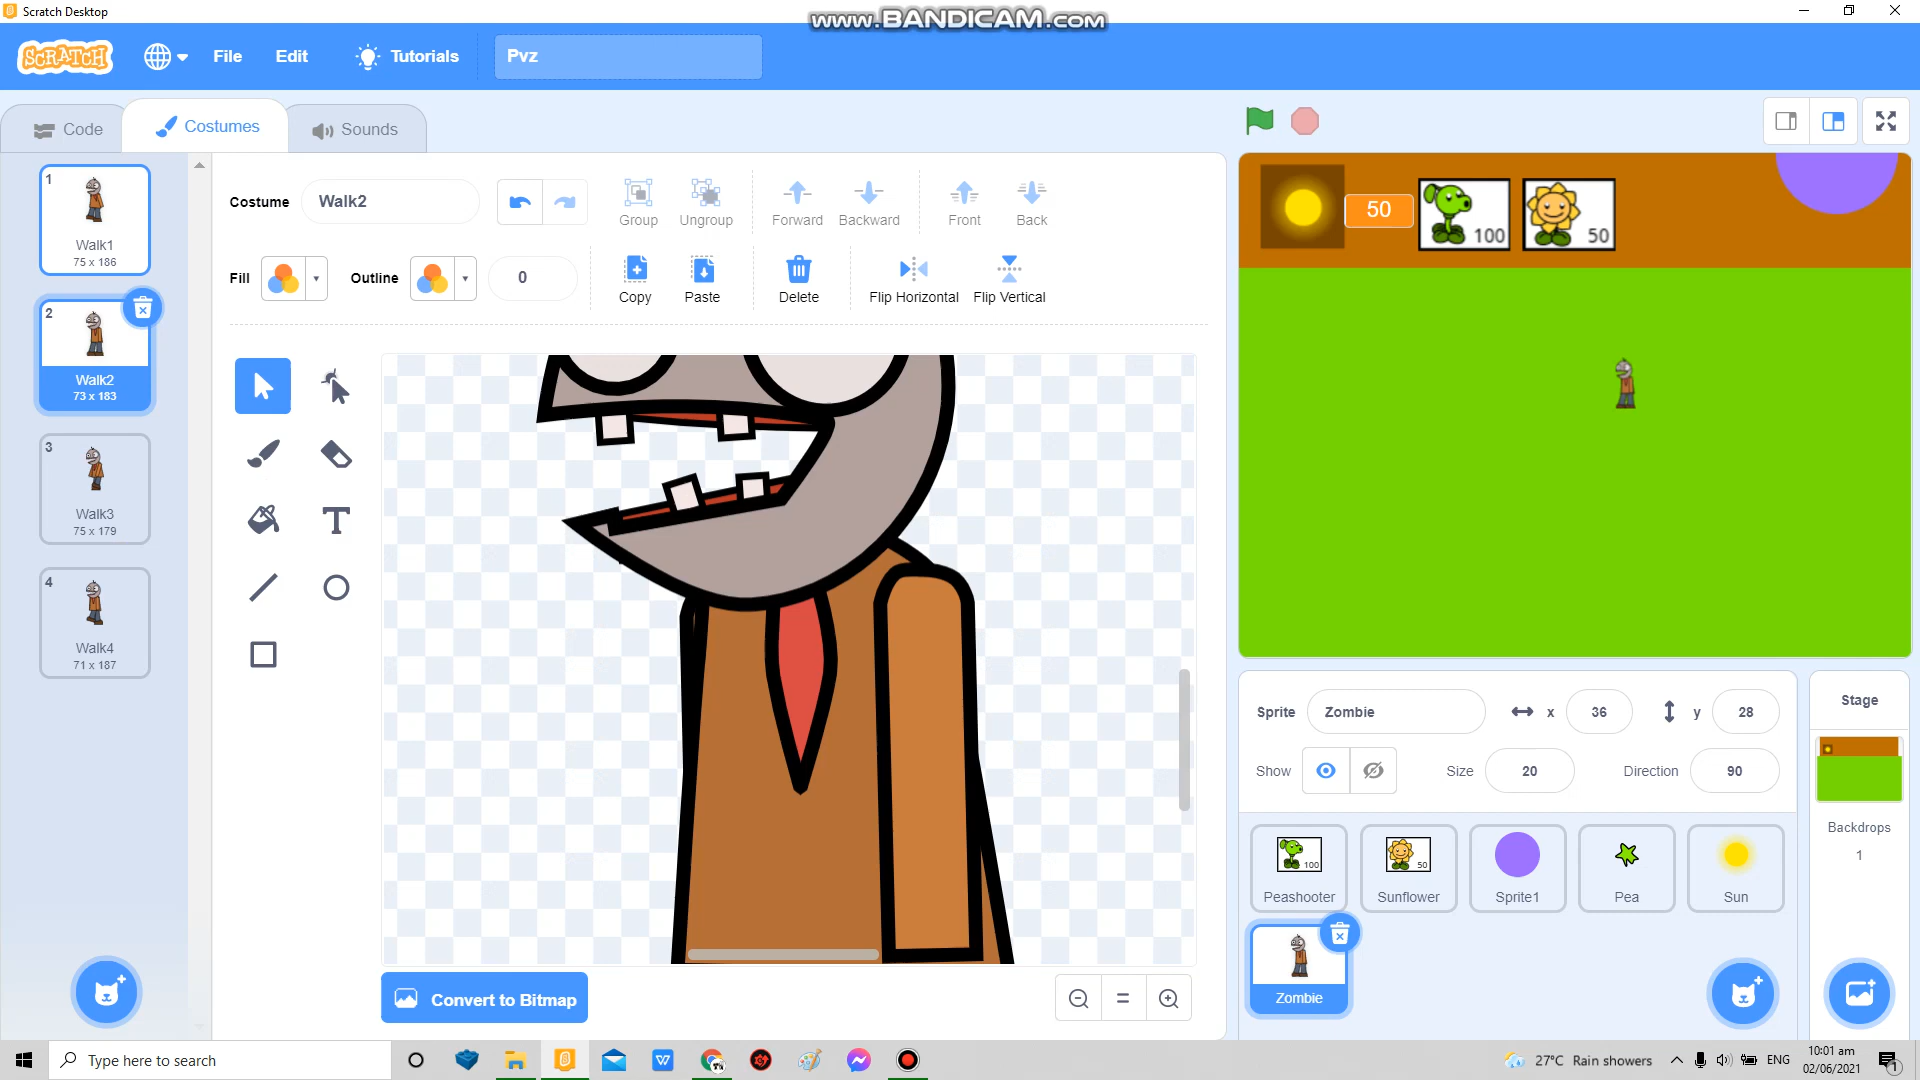 Scratch Desktop
www.BANDICAM.com
SCRATCH
File
Edit
Tutorials
Pvz
Code
Costumes
Sounds
1
Walk1
75 x 186
2
Walk2
73 x 183
3
Walk3
75 x 179
4
Walk4
71 x 187
Costume
Walk2
Group
Ungroup
Forward
Backward
Front
Back
Fill
Outline
0
Copy
Paste
Delete
Flip Horizontal
Flip Vertical
T
Convert to Bitmap
50
100
50
Sprite
Zombie
x
36
y
28
Show
Size
20
Direction
90
100
Peashooter
50
Sunflower
Sprite1
Pea
Sun
Zombie
Stage
Backdrops
1
Type here to search
27°C Rain showers
ENG
10:01 am
02/06/2021
1